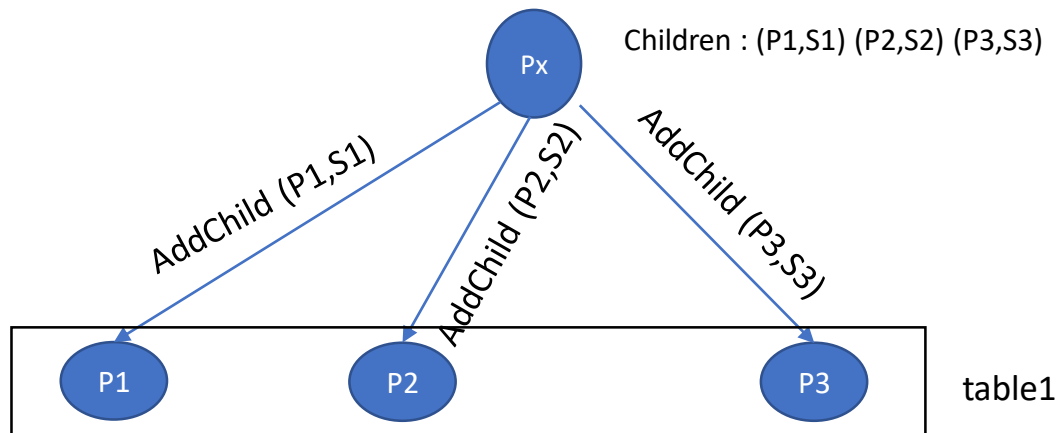 Px
Children : (P1,S1) (P2,S2) (P3,S3)
AddChild (P1,S1)
AddChild (P2,S2)
AddChild (P3,S3)
P1
P2
P3
table1